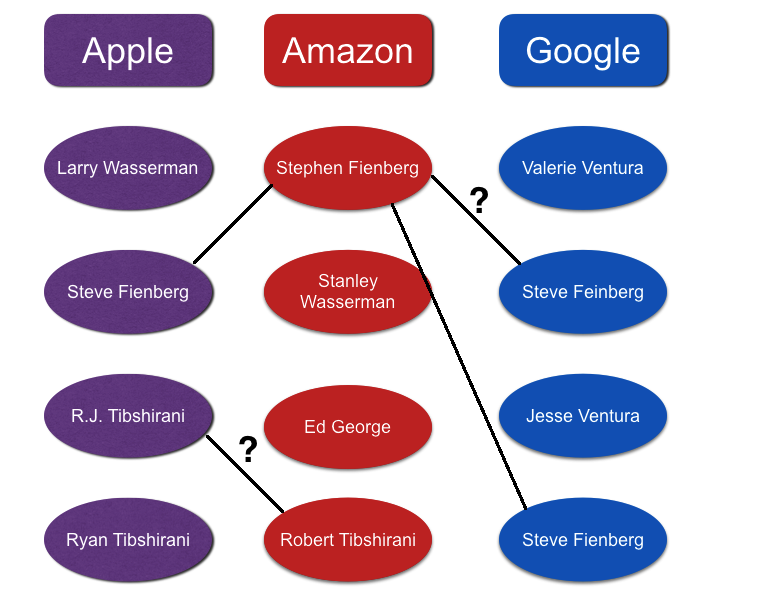 Apple
Amazon
Google
Larry Wasserman
Stephen Fienberg
Valerie Ventura
?
Steve Fienberg
Stanley
Wasserman
Steve Feinberg
R.J. Tibshirani
Ed George
Jesse Ventura
?
Ryan Tibshirani
Robert Tibshirani
Steve Fienberg